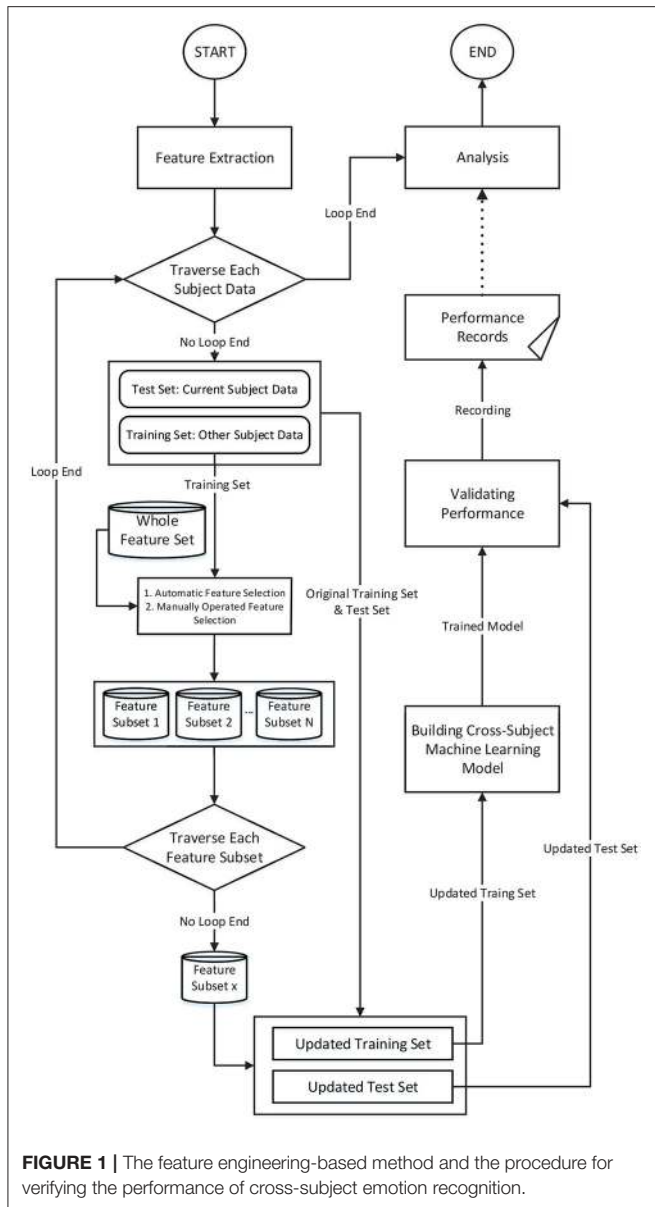 START
Feature Extraction
Traverse Each
Subject Data
Loop End
No Loop End
Test Set: Current Subject Data
Training Set: Other Subject Data
Training Set
Loop End
Whole
Feature Set
1. Automatic Feature Selection
2. Manually Operated Feature
Selection
Original Training Set
& Test Set
Feature
Subset 1
Feature
Subset 2
...
Feature
Subset N
Traverse Each
Feature Subset
No Loop End
Feature
Subset x
Updated Training Set
Updated Test Set
Updated Traing Set
Updated Test Set
Building Cross-Subject
Machine Learning
Model
Trained Model
Validating
Performance
Recording
Performance
Records
Analysis
END
FIGURE 1 | The feature engineering-based method and the procedure for
verifying the performance of cross-subject emotion recognition.